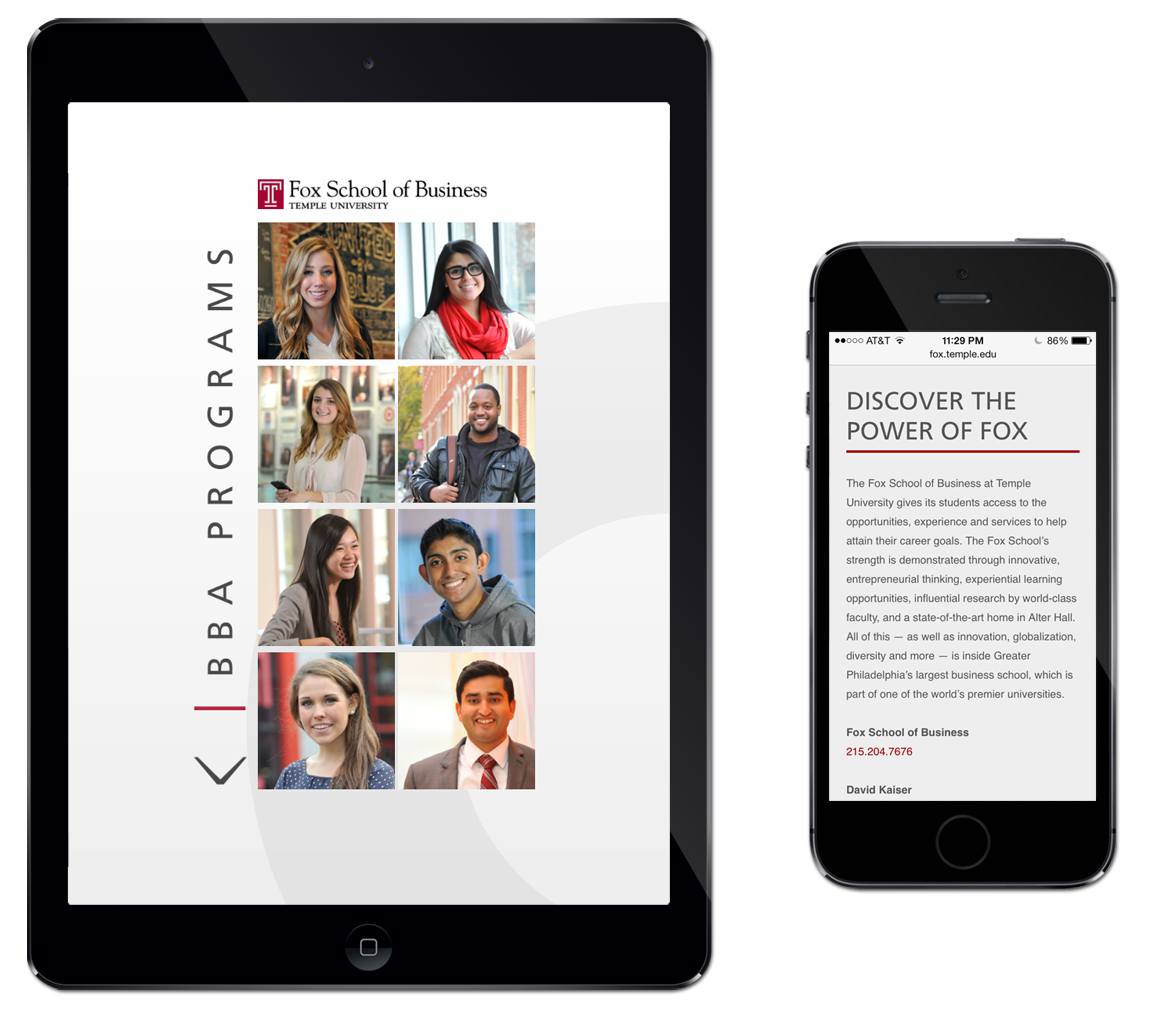 Fox School of Business
TEMPLE UNIVERSITY
BBA PROGRAMS
UNITED
BLUE
AT&T
11:29 PM
86%
fox.temple.edu
DISCOVER THE
POWER OF FOX
The Fox School of Business at Temple
University gives its students access to the
opportunities, experience and services to help
attain their career goals. The Fox School's
strength is demonstrated through innovative,
entrepreneurial thinking, experiential learning
opportunities, influential research by world-class
faculty, and a state-of-the-art home in Alter Hall.
All of this — as well as innovation, globalization,
diversity and more — is inside Greater
Philadelphia's largest business school, which is
part of one of the world's premier universities.
Fox School of Business
215.204.7676
David Kaiser